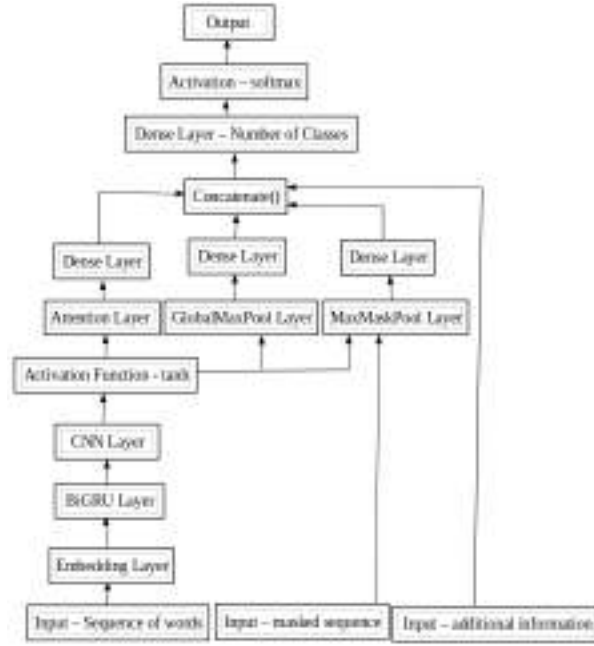 Output
Activation – softmax
Dense Layer – Number of Classes
Concatenate()
Dense Layer
Dense Layer
Dense Layer
Attention Layer
GlobalMaxPool Layer
MaxMaskPool Layer
Activation Function - tanh
CNN Layer
BiGRU Layer
Embedding Layer
Input – Sequence of words
Input – masked sequence
Input – additional information